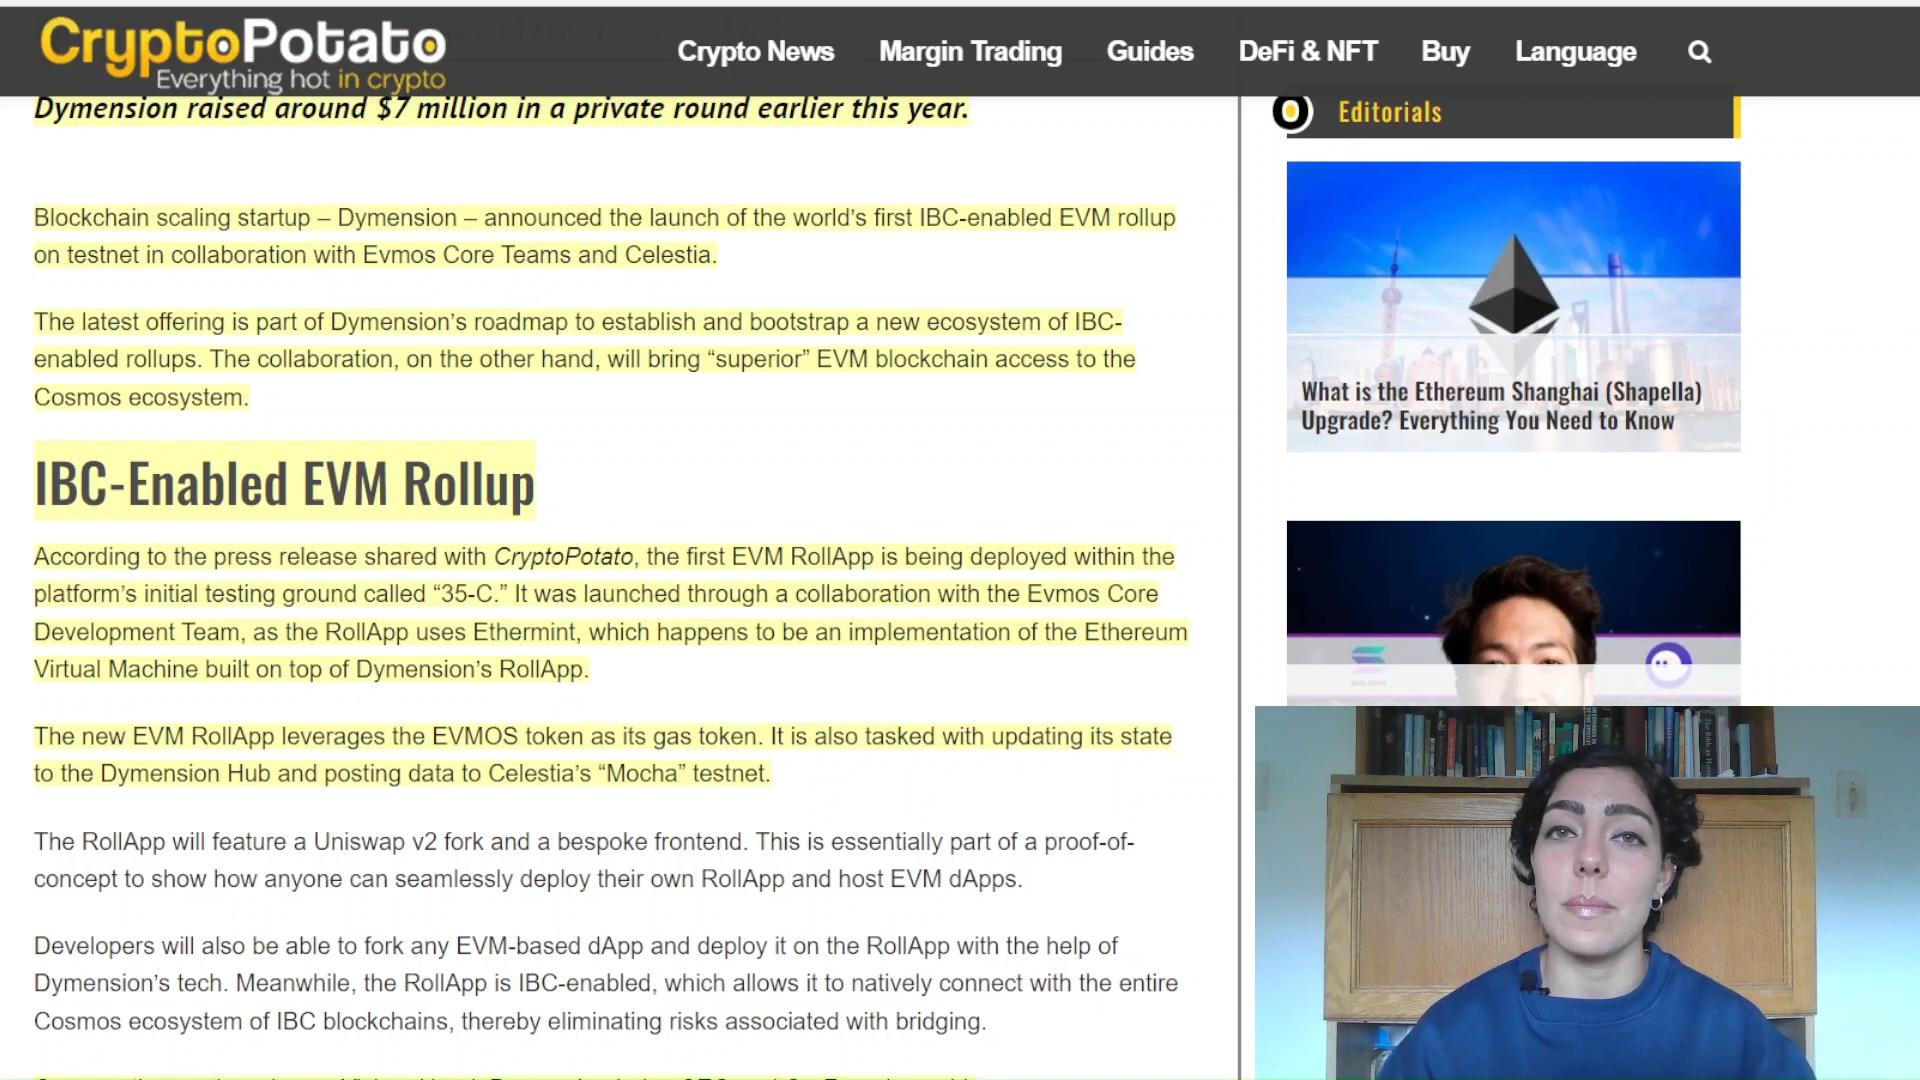 CryptoPotato
Everything hot in crypto
Crypto News Margin Trading Guides DeFi & NFT Buy Language
Dymension raised around $7 million in a private round earlier this year.
Blockchain scaling startup – Dymension – announced the launch of the world’s first IBC-enabled EVM rollup
on testnet in collaboration with Evmos Core Teams and Celestia.
The latest offering is part of Dymension’s roadmap to establish and bootstrap a new ecosystem of IBC-
enabled rollups. The collaboration, on the other hand, will bring “superior” EVM blockchain access to the
Cosmos ecosystem.
IBC-Enabled EVM Rollup
According to the press release shared with CryptoPotato, the first EVM RollApp is being deployed within the
platform’s initial testing ground called “35-C.” It was launched through a collaboration with the Evmos Core
Development Team, as the RollApp uses Ethermint, which happens to be an implementation of the Ethereum
Virtual Machine built on top of Dymension’s RollApp.
The new EVM RollApp leverages the EVMOS token as its gas token. It is also tasked with updating its state
to the Dymension Hub and posting data to Celestia’s “Mocha” testnet.
The RollApp will feature a Uniswap v2 fork and a bespoke frontend. This is essentially part of a proof-of-
concept to show how anyone can seamlessly deploy their own RollApp and host EVM dApps.
Developers will also be able to fork any EVM-based dApp and deploy it on the RollApp with the help of
Dymension’s tech. Meanwhile, the RollApp is IBC-enabled, which allows it to natively connect with the entire
Cosmos ecosystem of IBC blockchains, thereby eliminating risks associated with bridging.
Editorials
What is the Ethereum Shanghai (Shapella)
Upgrade? Everything You Need to Know